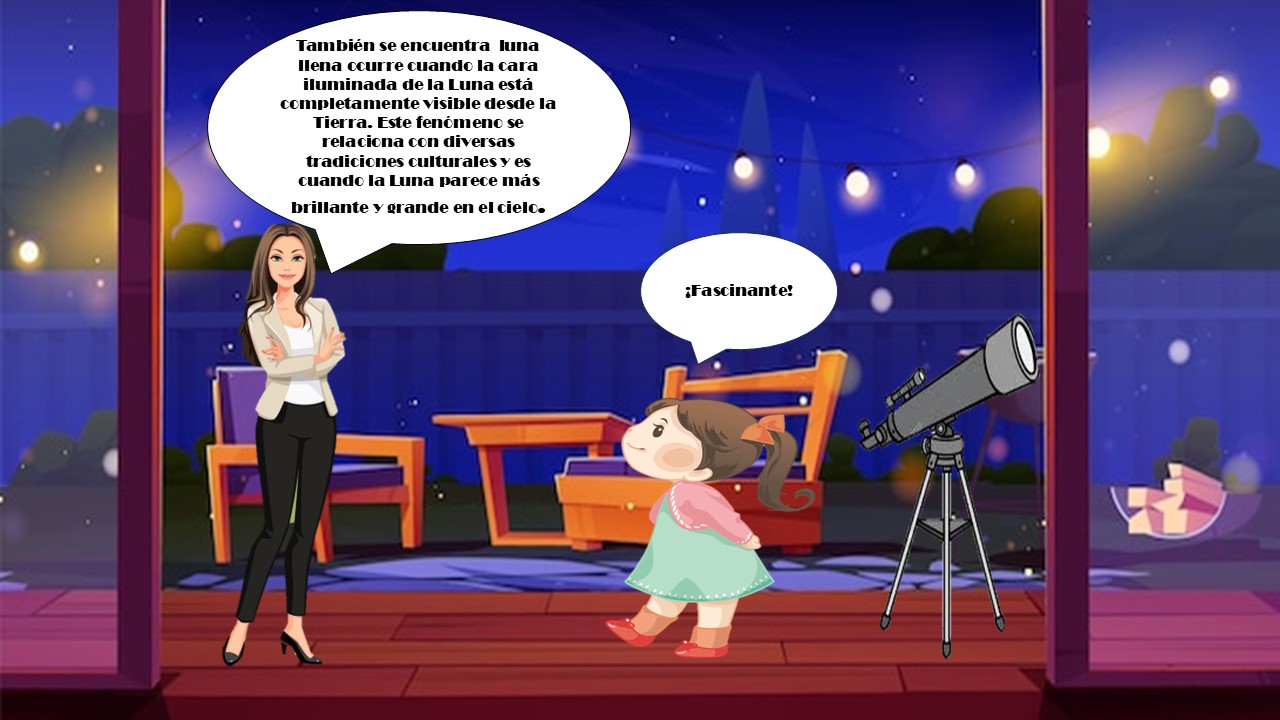 También se encuentra luna
llena ocurre cuando la cara
iluminada de la Luna está
completamente visible desde la
Tierra. Este fenómeno se
relaciona con diversas
tradiciones culturales y es
cuando la Luna parece más
brillante y grande en el cielo.
¡Fascinante!